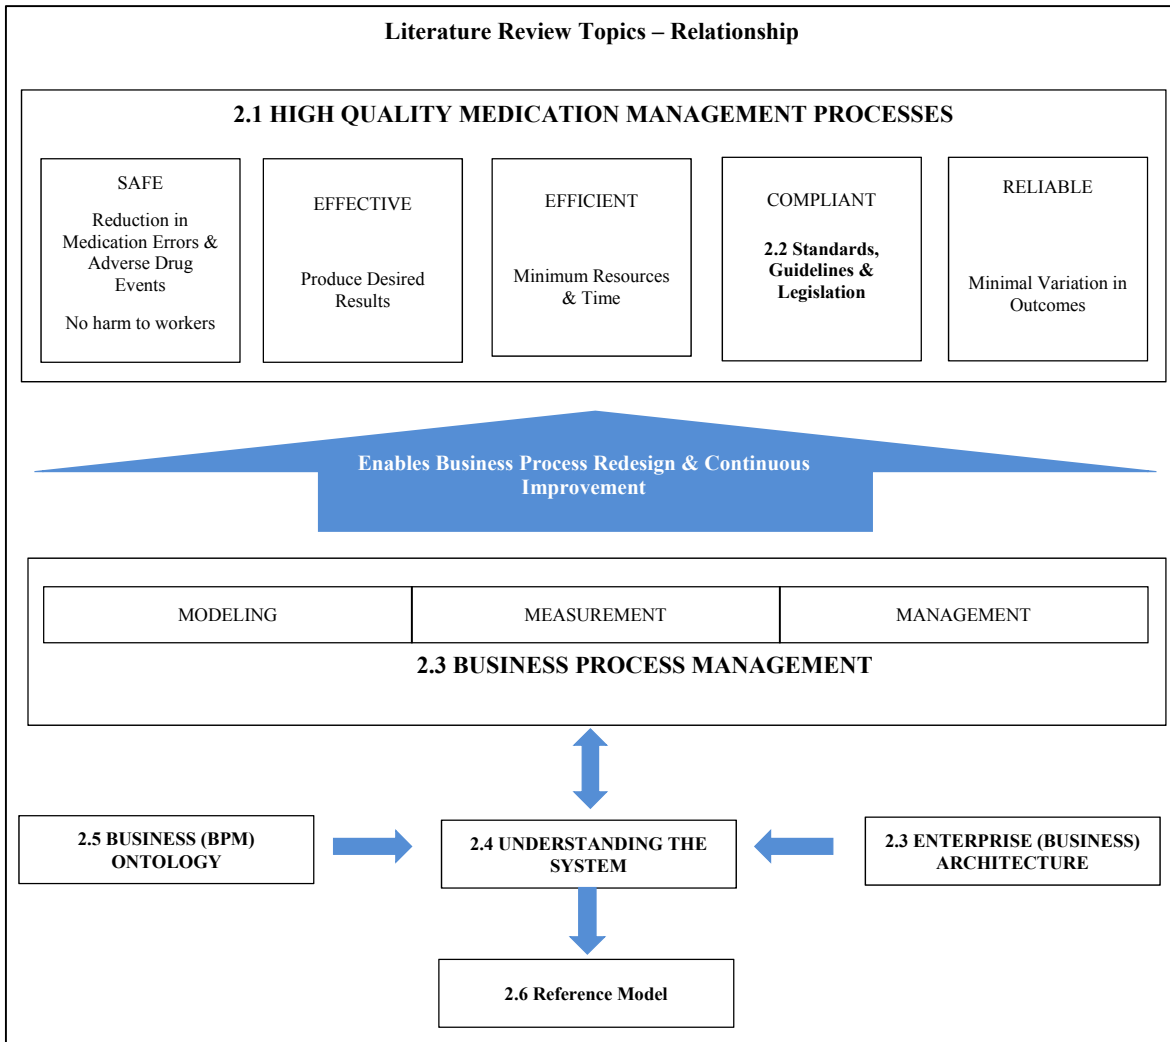 Literature Review Topics – Relationship
2.1 HIGH QUALITY MEDICATION MANAGEMENT PROCESSES
SAFE
Reduction in
Medication Errors &
Adverse Drug
Events
No harm to workers
EFFECTIVE
Produce Desired
Results
EFFICIENT
Minimum Resources
& Time
COMPLIANT
2.2 Standards,
Guidelines &
Legislation
RELIABLE
Minimal Variation in
Outcomes
Enables Business Process Redesign & Continuous
Improvement
MODELING
MEASUREMENT
MANAGEMENT
2.3 BUSINESS PROCESS MANAGEMENT
2.5 BUSINESS (BPM)
ONTOLOGY
2.4 UNDERSTANDING THE
SYSTEM
2.3 ENTERPRISE (BUSINESS)
ARCHITECTURE
2.6 Reference Model